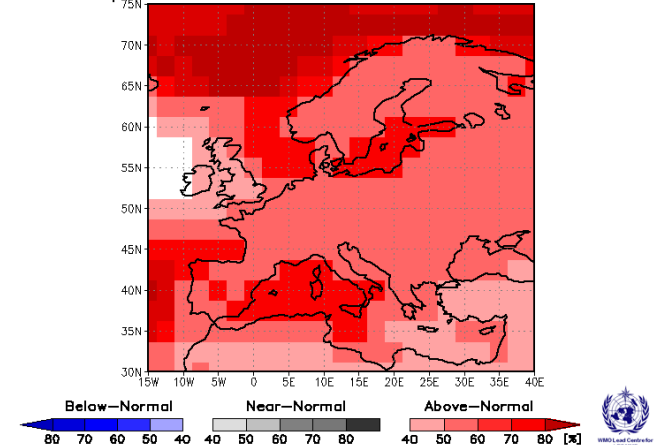 75N
70N
65N
60N
55N
50N
45N
40N
35N
30N
15W 10W 5W 0 5E 10E 15E 20E 25E 30E 35E 40E
Below-Normal Near-Normal Above-Normal
80 70 60 50 40 40 50 60 70 80 40 50 60 70 80 [%]
WMO Lead Centre for